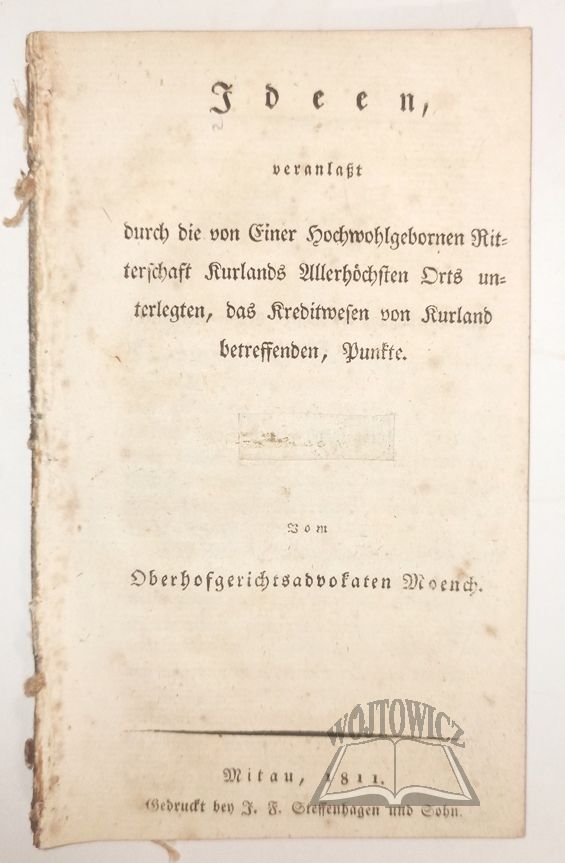 Ideen,
veranlaßt
durch die von Einer Hochwohlgebornen Rit-
terschaft Kurlands Allerhöchsten Orts un-
terlegten, das Kreditwesen von Kurland
betreffenden, Punkte.
Vom
Oberhofgerichtsadvokaten Moench.
WÓJTOWICZ
Mitau, 1811.
Gedruckt bey J. F. Steffenhagen und Sohn.